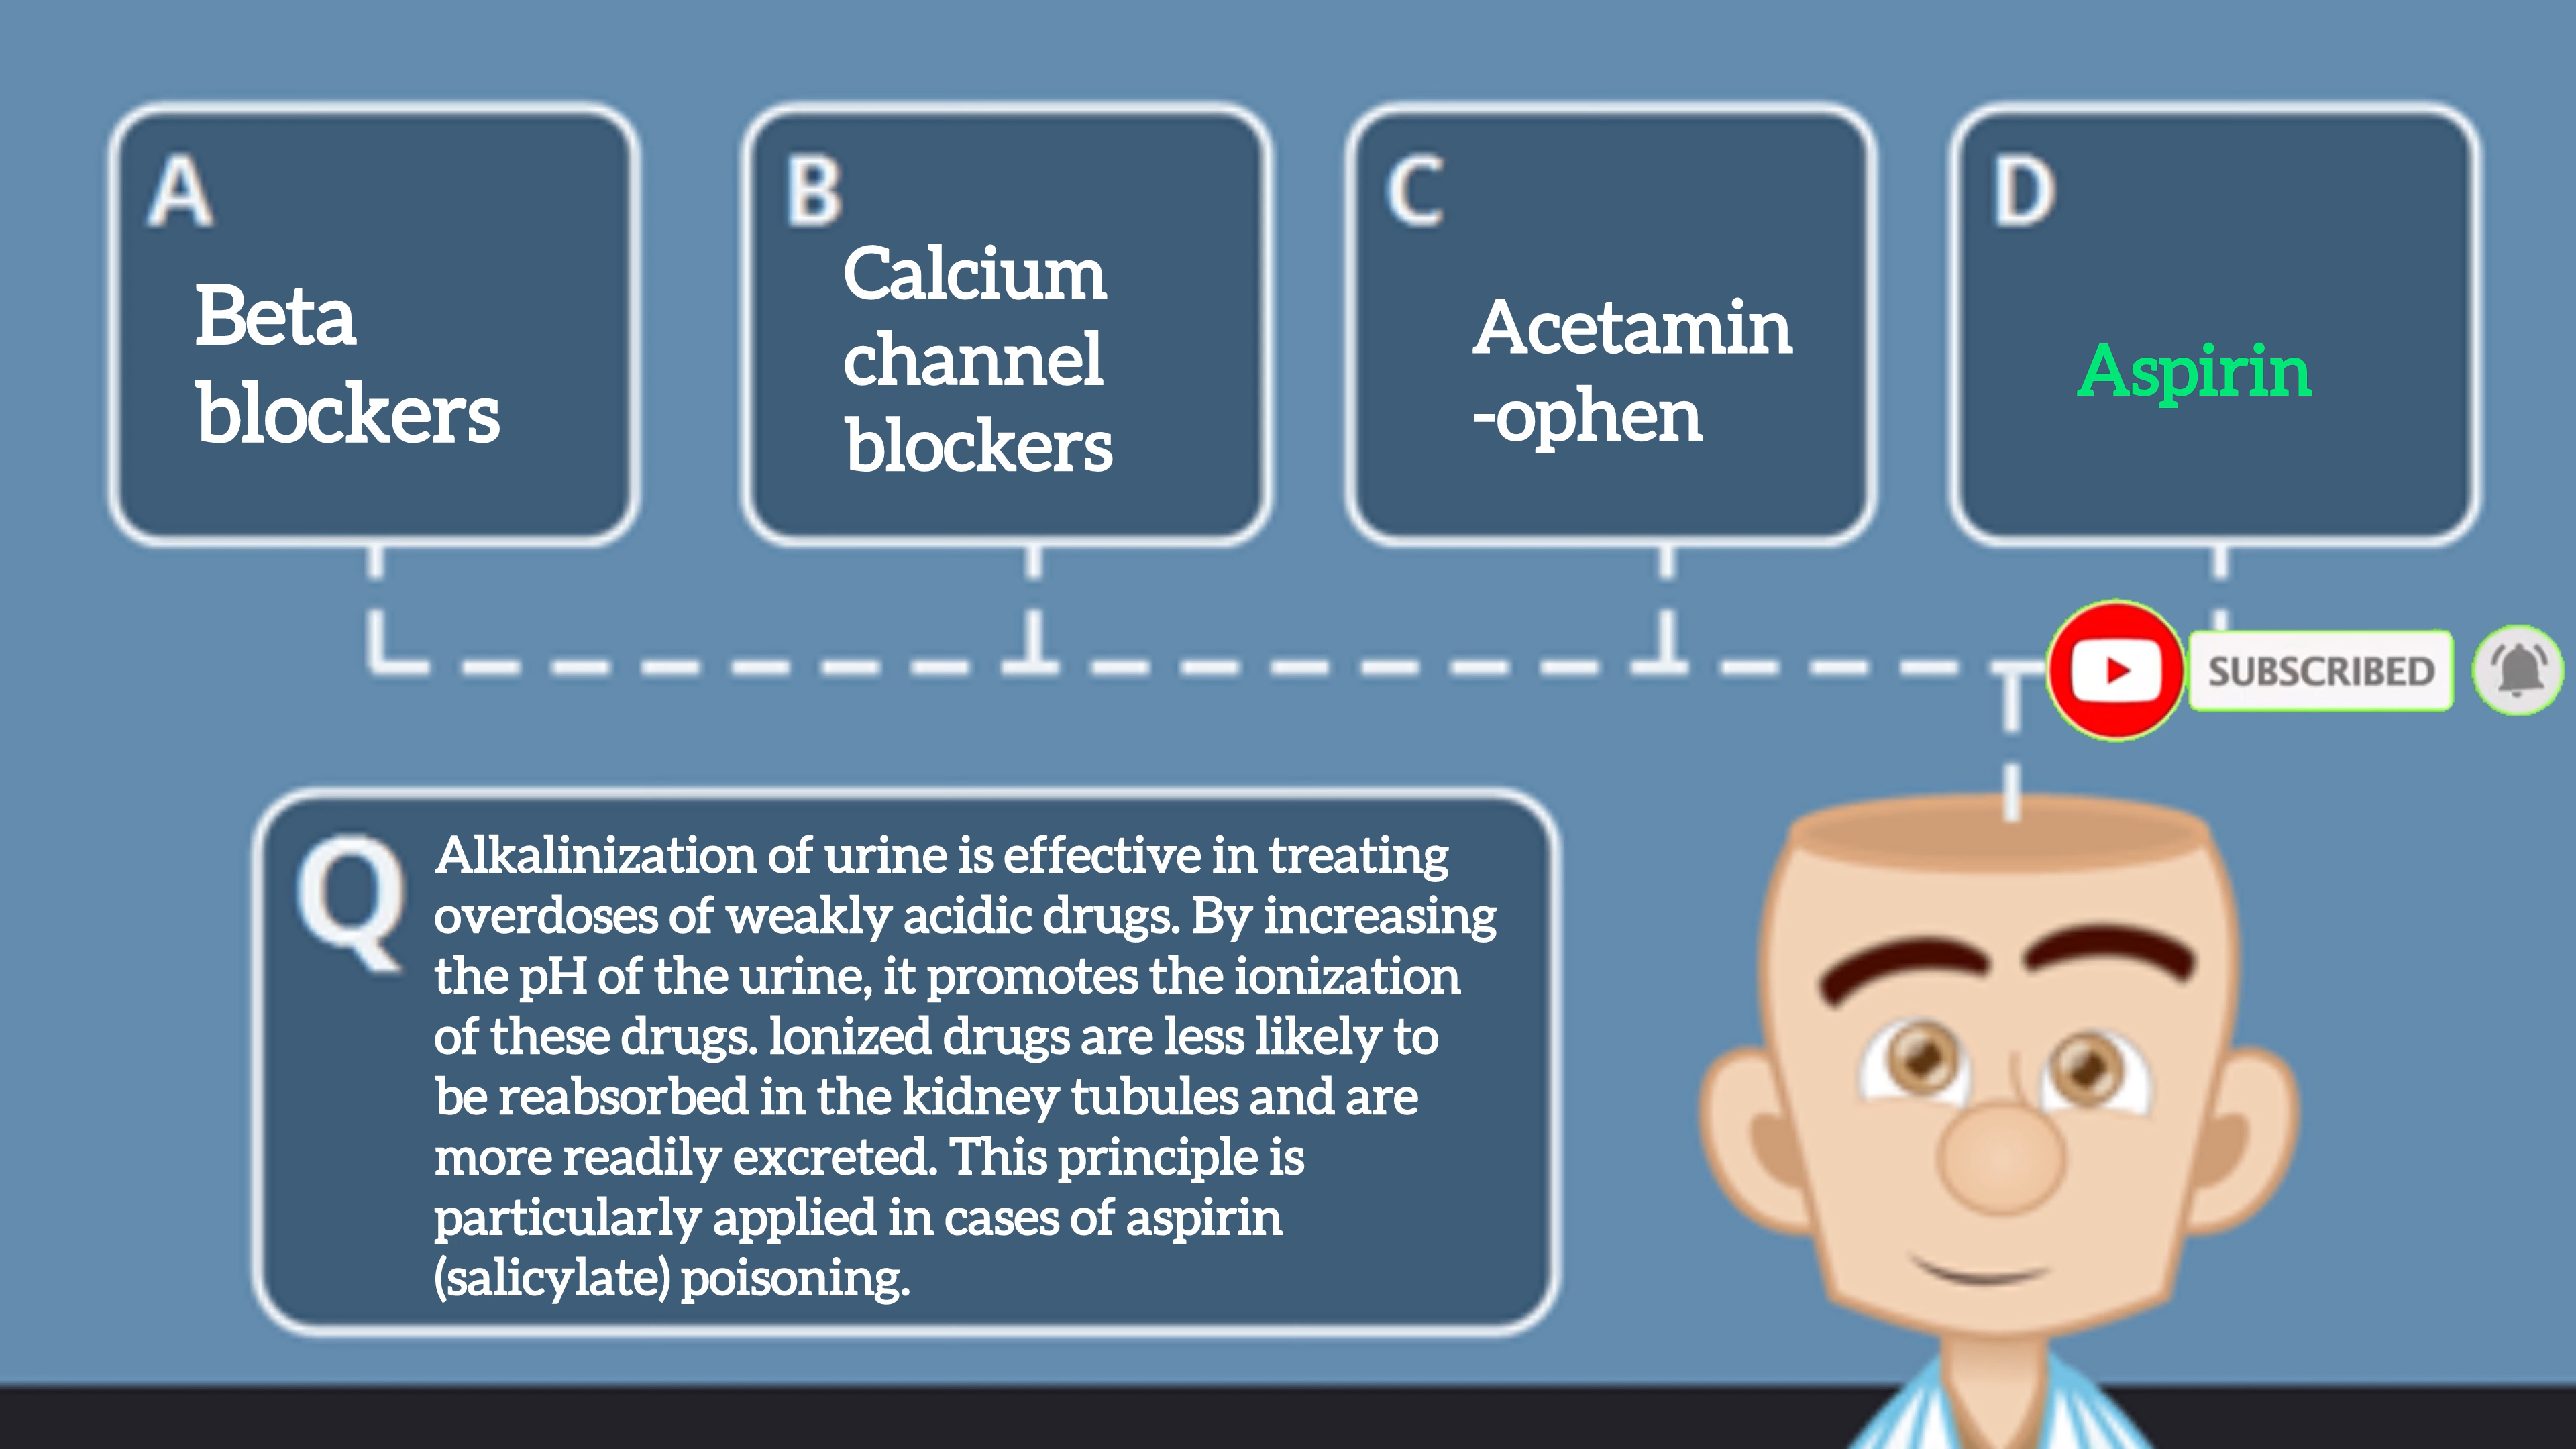 A
Beta
blockers
B
Calcium
channel
blockers
C
Acetamin
-ophen
D
Aspirin
SUBSCRIBED
Q
Alkalinization of urine is effective in treating
overdoses of weakly acidic drugs. By increasing
the pH of the urine, it promotes the ionization
of these drugs. lonized drugs are less likely to
be reabsorbed in the kidney tubules and are
more readily excreted. This principle is
particularly applied in cases of aspirin
(salicylate) poisoning.